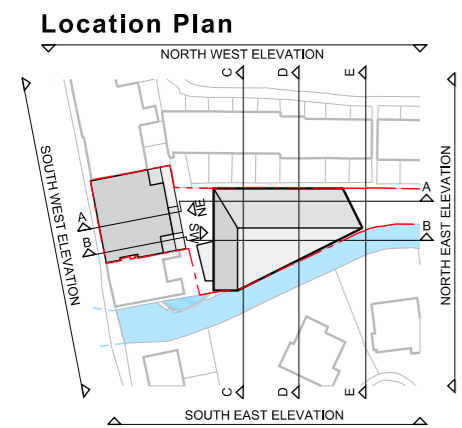 Location Plan
NORTH WEST ELEVATION
C
D
E
SOUTH WEST ELEVATION
NORTH EAST ELEVATION
A
B
NE
SW
A
B
C
D
E
SOUTH EAST ELEVATION